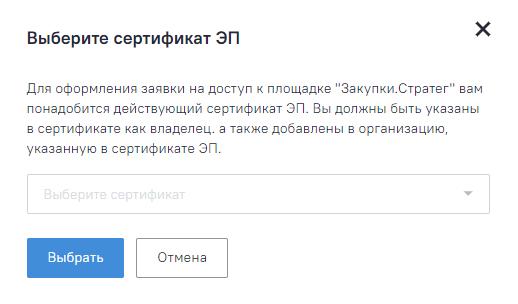 Выберите сертификат ЭП
Для оформления заявки на доступ к площадке "Закупки.Стратег" вам
понадобится действующий сертификат ЭП. Вы должны быть указаны
в сертификате как владелец. а также добавлены в организацию,
указанную в сертификате ЭП.
Выберите сертификат
Выбрать Отмена